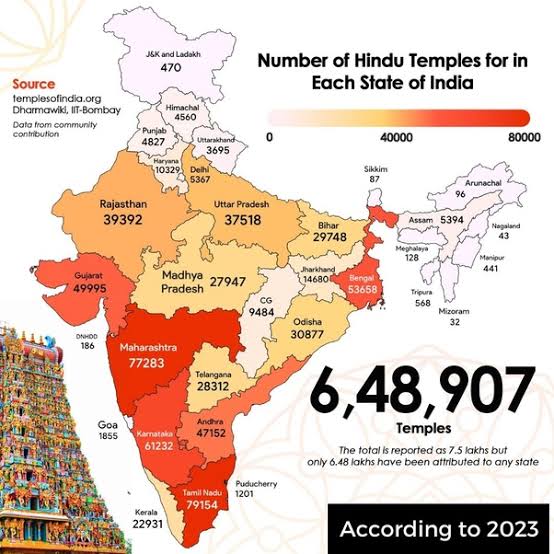 Number of Hindu Temples for in
Each State of India
0
40000
80000
Source
templesofindia.org
Dharmawiki, IIT-Bombay
Data from community
contribution
J&K and Ladakh
470
Himachal
4560
Punjab
4827
Uttarakhand
3695
Haryana
10329
Delhi
5367
Rajasthan
39392
Uttar Pradesh
37518
Bihar
29748
Sikkim
87
Arunachal
96
Assam 5394
Nagaland
43
Meghalaya
128
Manipur
441
Tripura
568
Mizoram
32
Gujarat
49995
Madhya
Pradesh
27947
Jharkhand
14680
Bengal
53658
CG
9484
DNHDD
186
Maharashtra
77283
Odisha
30877
Telangana
28312
Goa
1855
Karnataka
61232
Andhra
47152
Kerala
22931
Tamil Nadu
79154
Puducherry
1201
6,48,907
Temples
The total is reported as 7.5 lakhs but
only 6.48 lakhs have been attributed to any state
According to 2023